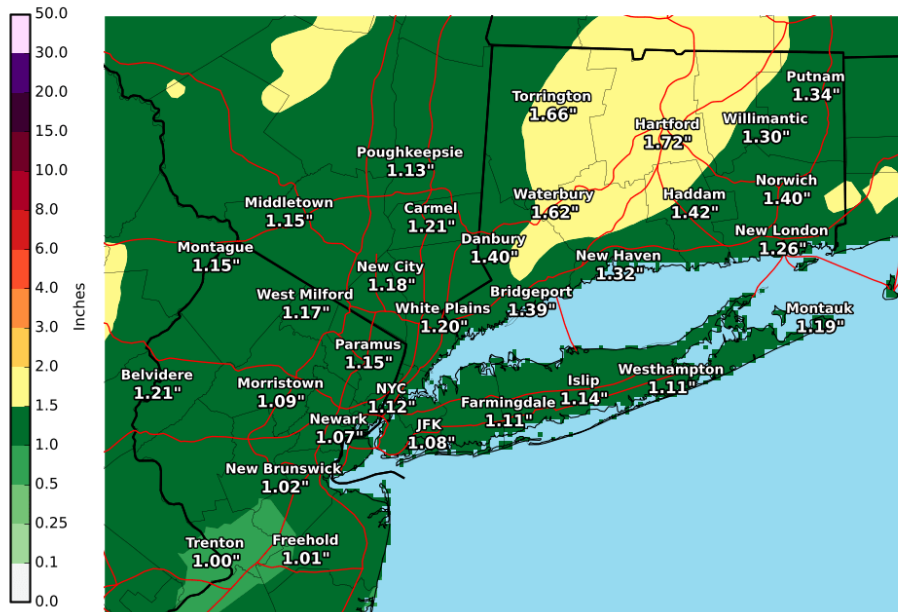 50.0
30.0
20.0
15.0
10.0
8.0
6.0
4.0
3.0
2.0
1.5
1.0
0.5
0.25
0.1
0.0
Inches
Putnam
1.34"
Torrington
1.66"
Hartford
1.72"
Willimantic
1.30"
Poughkeepsie
1.13"
Middletown
1.15"
Carmel
1.21"
Waterbury
1.62"
Haddam
1.42"
Norwich
1.40"
Montague
1.15"
Danbury
1.40"
New London
1.26"
New City
1.18"
New Haven
1.32"
West Milford
1.17"
White Plains
1.20"
Bridgeport
1.39"
Montauk
1.19"
Paramus
1.15"
Belvidere
1.21"
Morristown
1.09"
NYC
1.12"
Islip
1.14"
Westhampton
1.11"
Farmingdale
1.11"
Newark
1.07"
JFK
1.08"
New Brunswick
1.02"
Trenton
1.00"
Freehold
1.01"